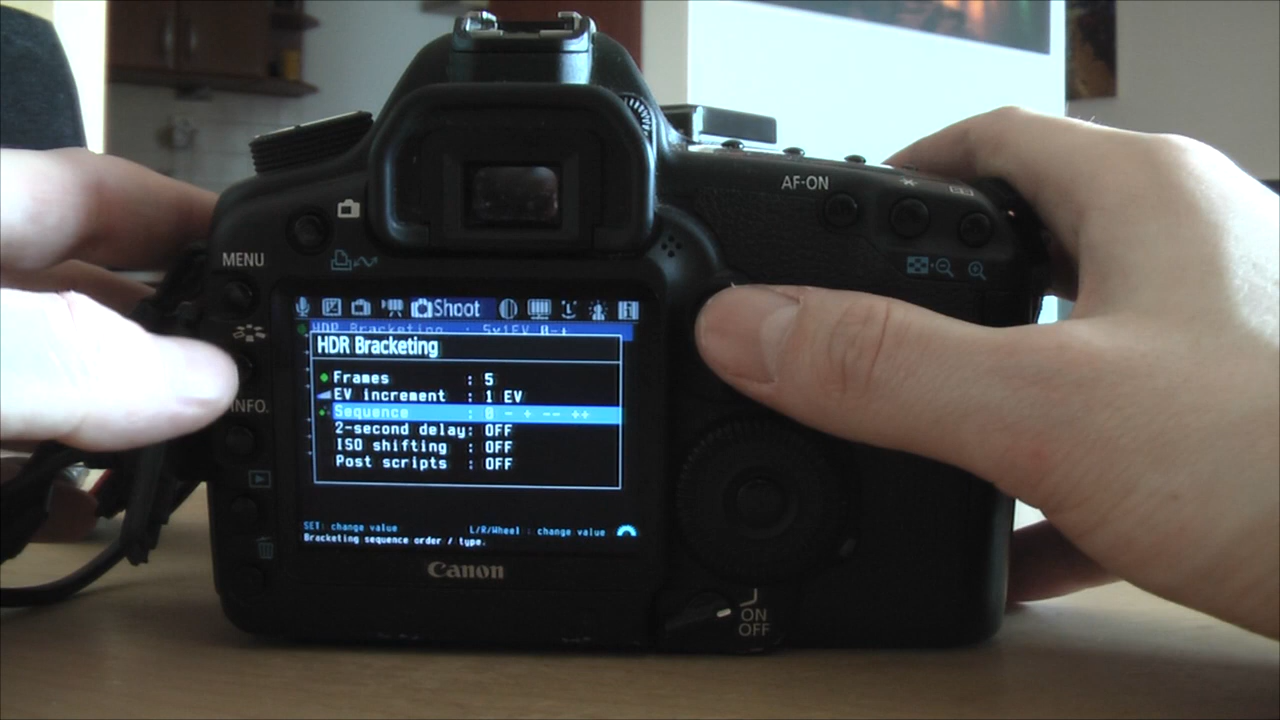 AF-ON
MENU
Shoot
HDR Bracketing : 5x1EV 0-+
HDR Bracketing
Frames : 5
EV increment : 1 EV
Sequence : 0 - + -- ++
2-second delay: OFF
ISO shifting : OFF
Post scripts : OFF
INFO.
SET: change value L/R/Wheel : change value
Bracketing sequence order / type.
Canon
ON
OFF